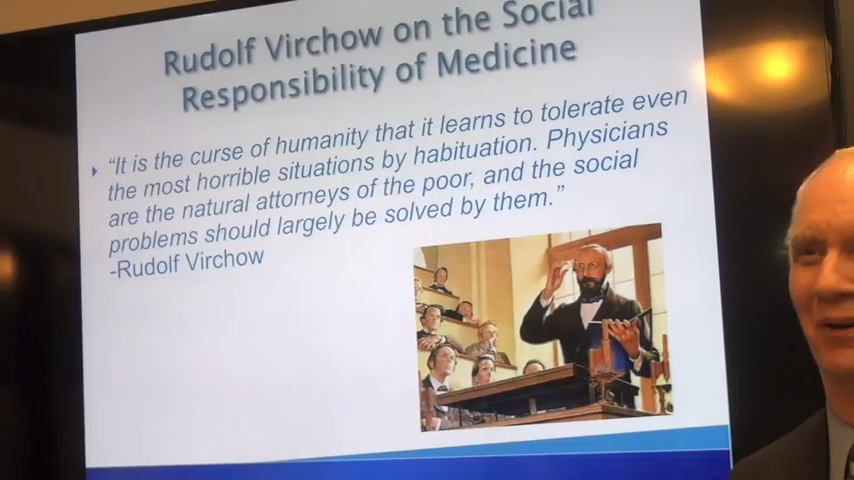 Rudolf Virchow on the Social
Responsibility of Medicine
“It is the curse of humanity that it learns to tolerate even
the most horrible situations by habituation. Physicians
are the natural attorneys of the poor, and the social
problems should largely be solved by them.”
-Rudolf Virchow